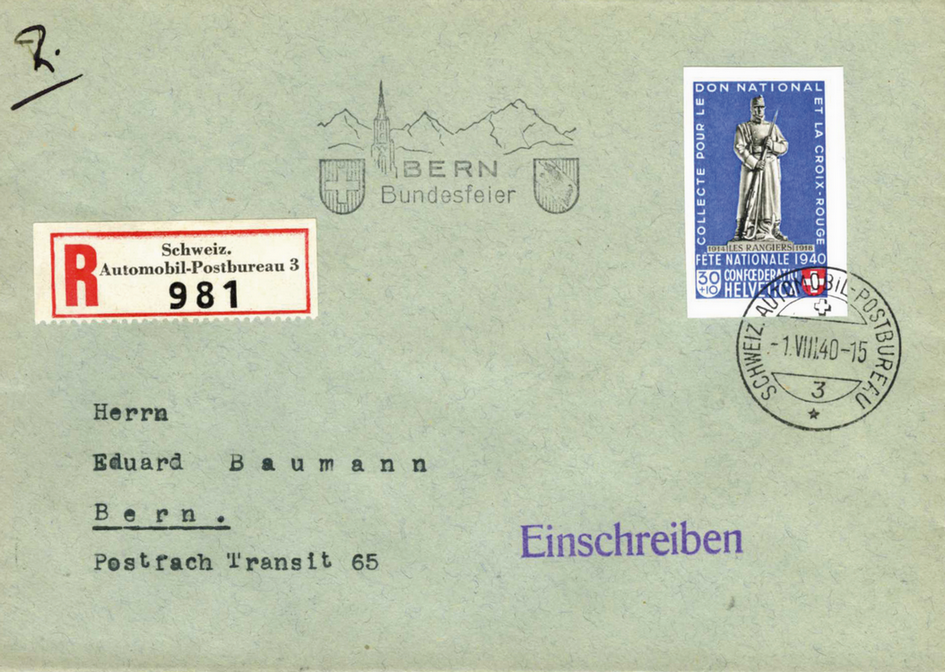 R.
BERN
Bundesfeier
COLLECTE POUR LE DON NATIONAL ET LA CROIX-ROUGE
1914 LES RANGIERS 1918
FÊTE NATIONALE 1940
30 +10
CONFŒDERATIO
HELVETICA
R
Schweiz.
Automobil-Postbureau 3
981
SCHWEIZ. AUTOMOBIL-POSTBUREAU
-1.VIII.40-15
3
Herrn
Eduard Baumann
Bern.
Postfach Transit 65
Einschreiben